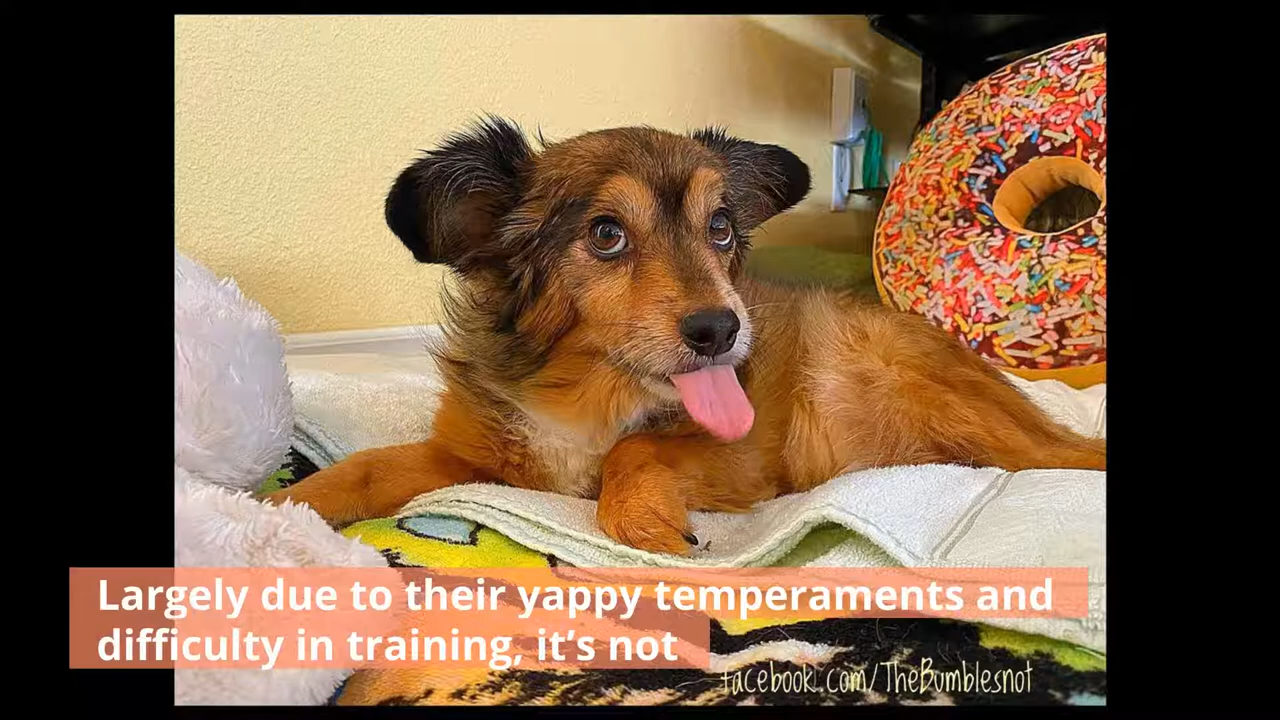 Largely due to their yappy temperaments and
difficulty in training, it’s not
facebook.com/TheBumblesnot